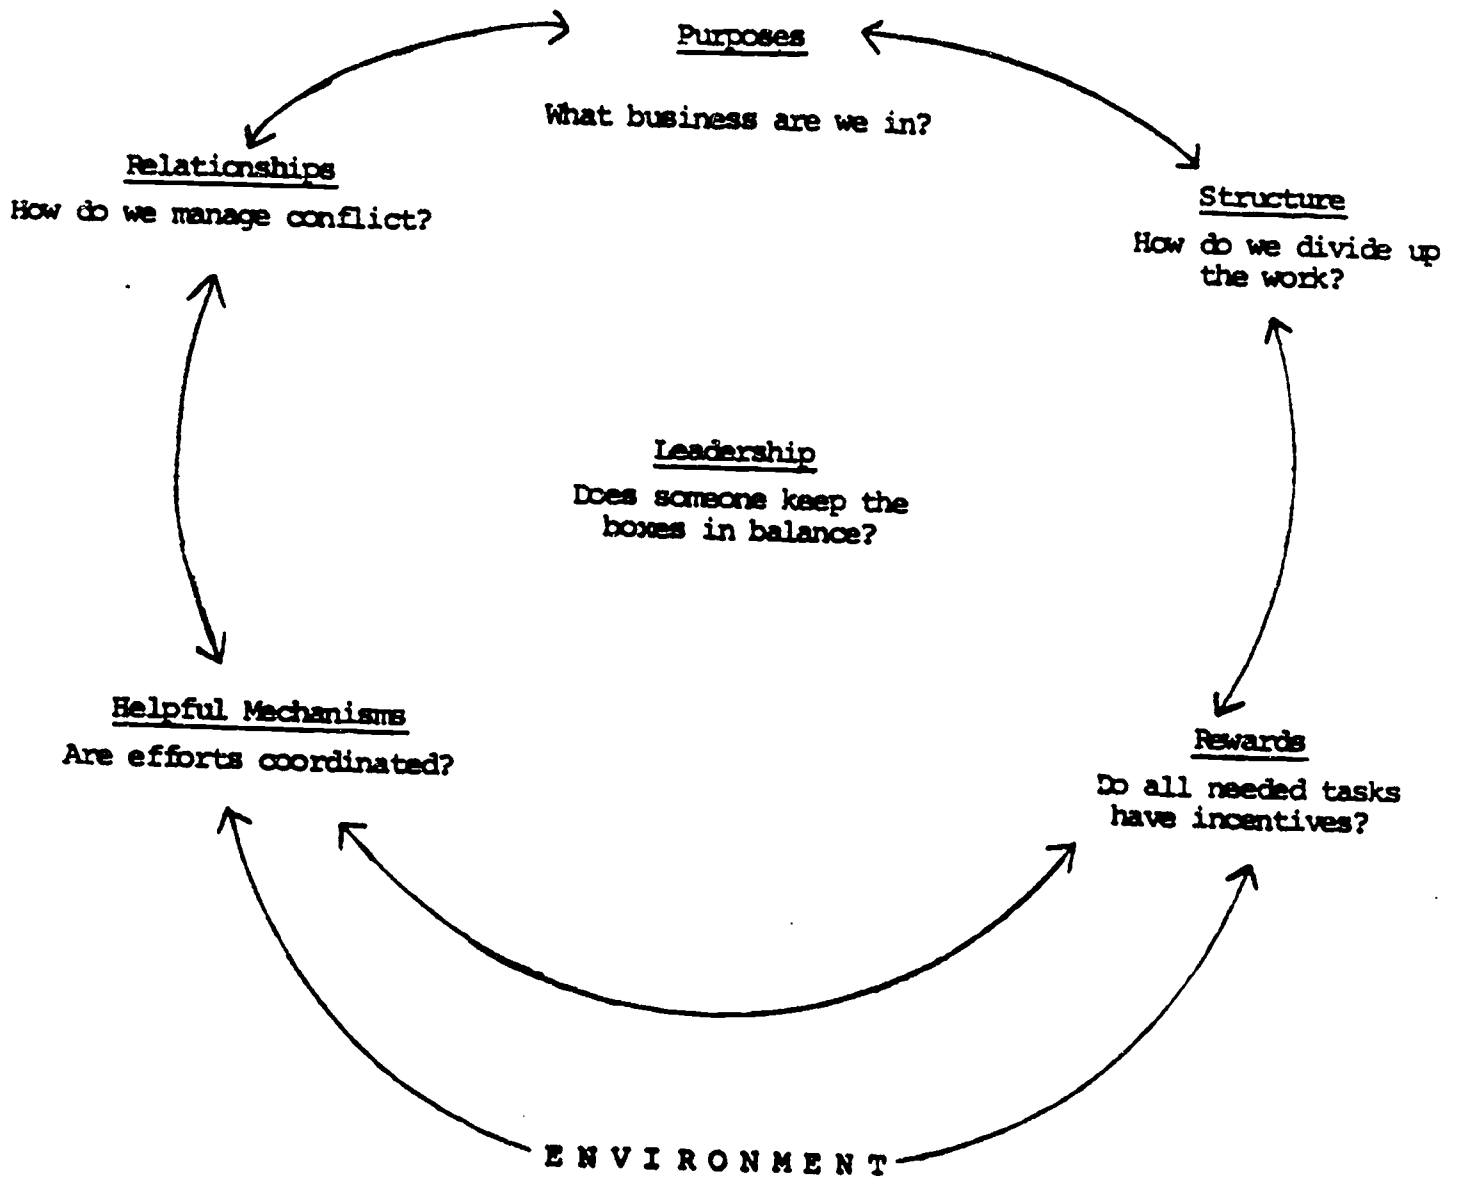 Purposes
What business are we in?
Relationships
How do we manage conflict?
Structure
How do we divide up
the work?
Leadership
Does someone keep the
boxes in balance?
Helpful Mechanisms
Are efforts coordinated?
Rewards
Do all needed tasks
have incentives?
ENVIRONMENT